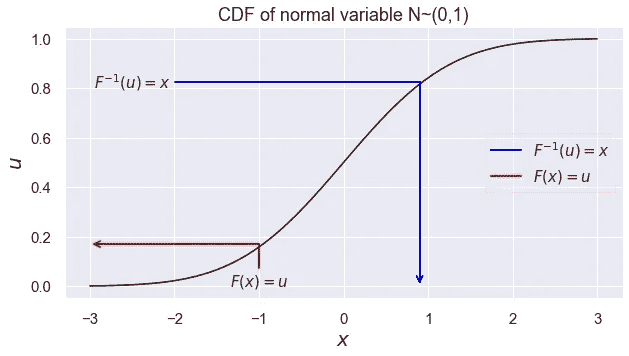 CDF of normal variable N~(0,1)
1.0
0.8
0.6
0.4
0.2
0.0
u
F⁻¹(u) = x
F⁻¹(u) = x
F(x) = u
F(x) = u
−3
−2
−1
0
1
2
3
x